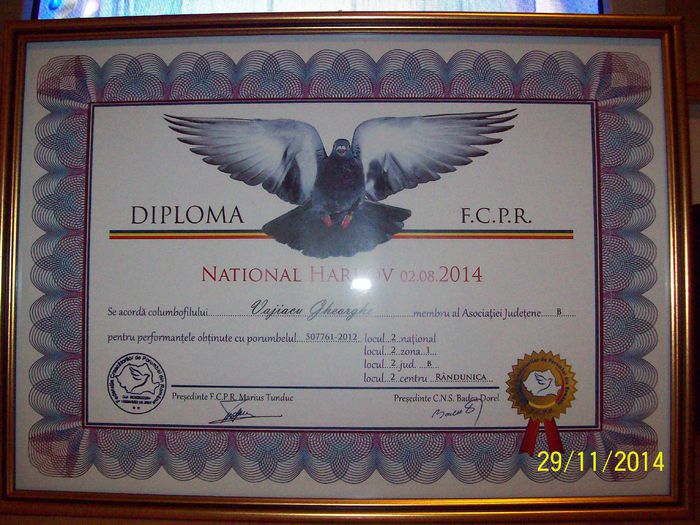 DIPLOMA F.C.P.R.
NATIONAL HARKOV 02.08.2014
Se acordă columbofilului Vajiacu Gheorghe membru al Asociației Județene B
pentru performanțele obținute cu porumbelul 507761-2012 locul 2 național
locul 2 zona 1
locul 2 jud. B
locul 2 centru RÂNDUNICA
Președinte F.C.P.R. Marius Tunduc Președinte C.N.S. Badea Dorel
29/11/2014